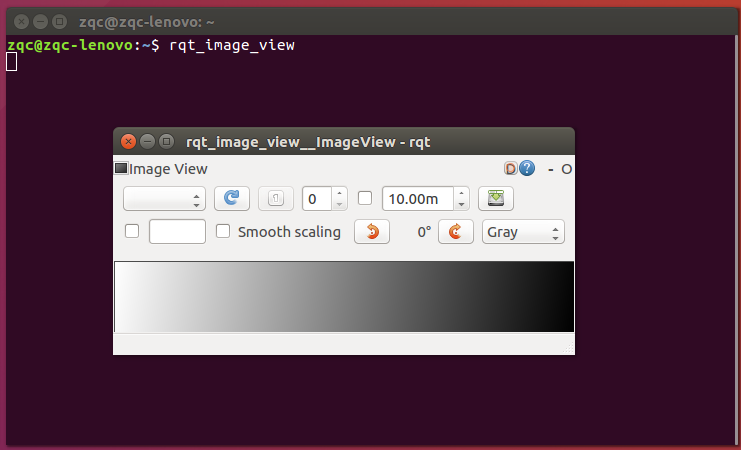 zqc@zqc-lenovo: ~
zqc@zqc-lenovo:~$ rqt_image_view
rqt_image_view__ImageView - rqt
Image View D ? - O
0 10.00m
Smooth scaling 0° Gray